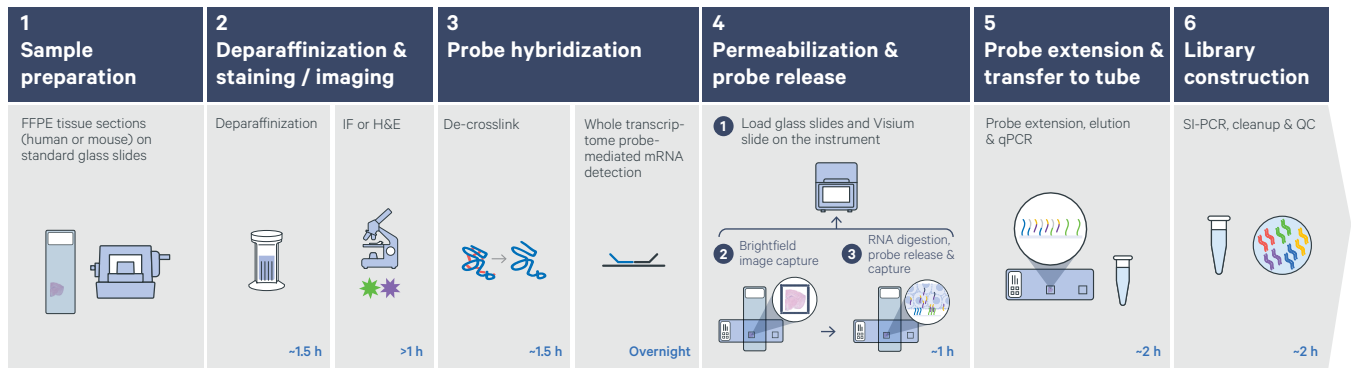 1
Sample
preparation
2
Deparaffinization &
staining / imaging
3
Probe hybridization
4
Permeabilization &
probe release
5
Probe extension &
transfer to tube
6
Library
construction
FFPE tissue sections
(human or mouse) on
standard glass slides
Deparaffinization
~1.5 h
IF or H&E
>1 h
De-crosslink
~1.5 h
Whole transcrip-
tome probe-
mediated mRNA
detection
Overnight
1 Load glass slides and Visium
slide on the instrument
2 Brightfield
image capture
3 RNA digestion,
probe release &
capture
~1 h
Probe extension, elution
& qPCR
~2 h
SI-PCR, cleanup & QC
~2 h